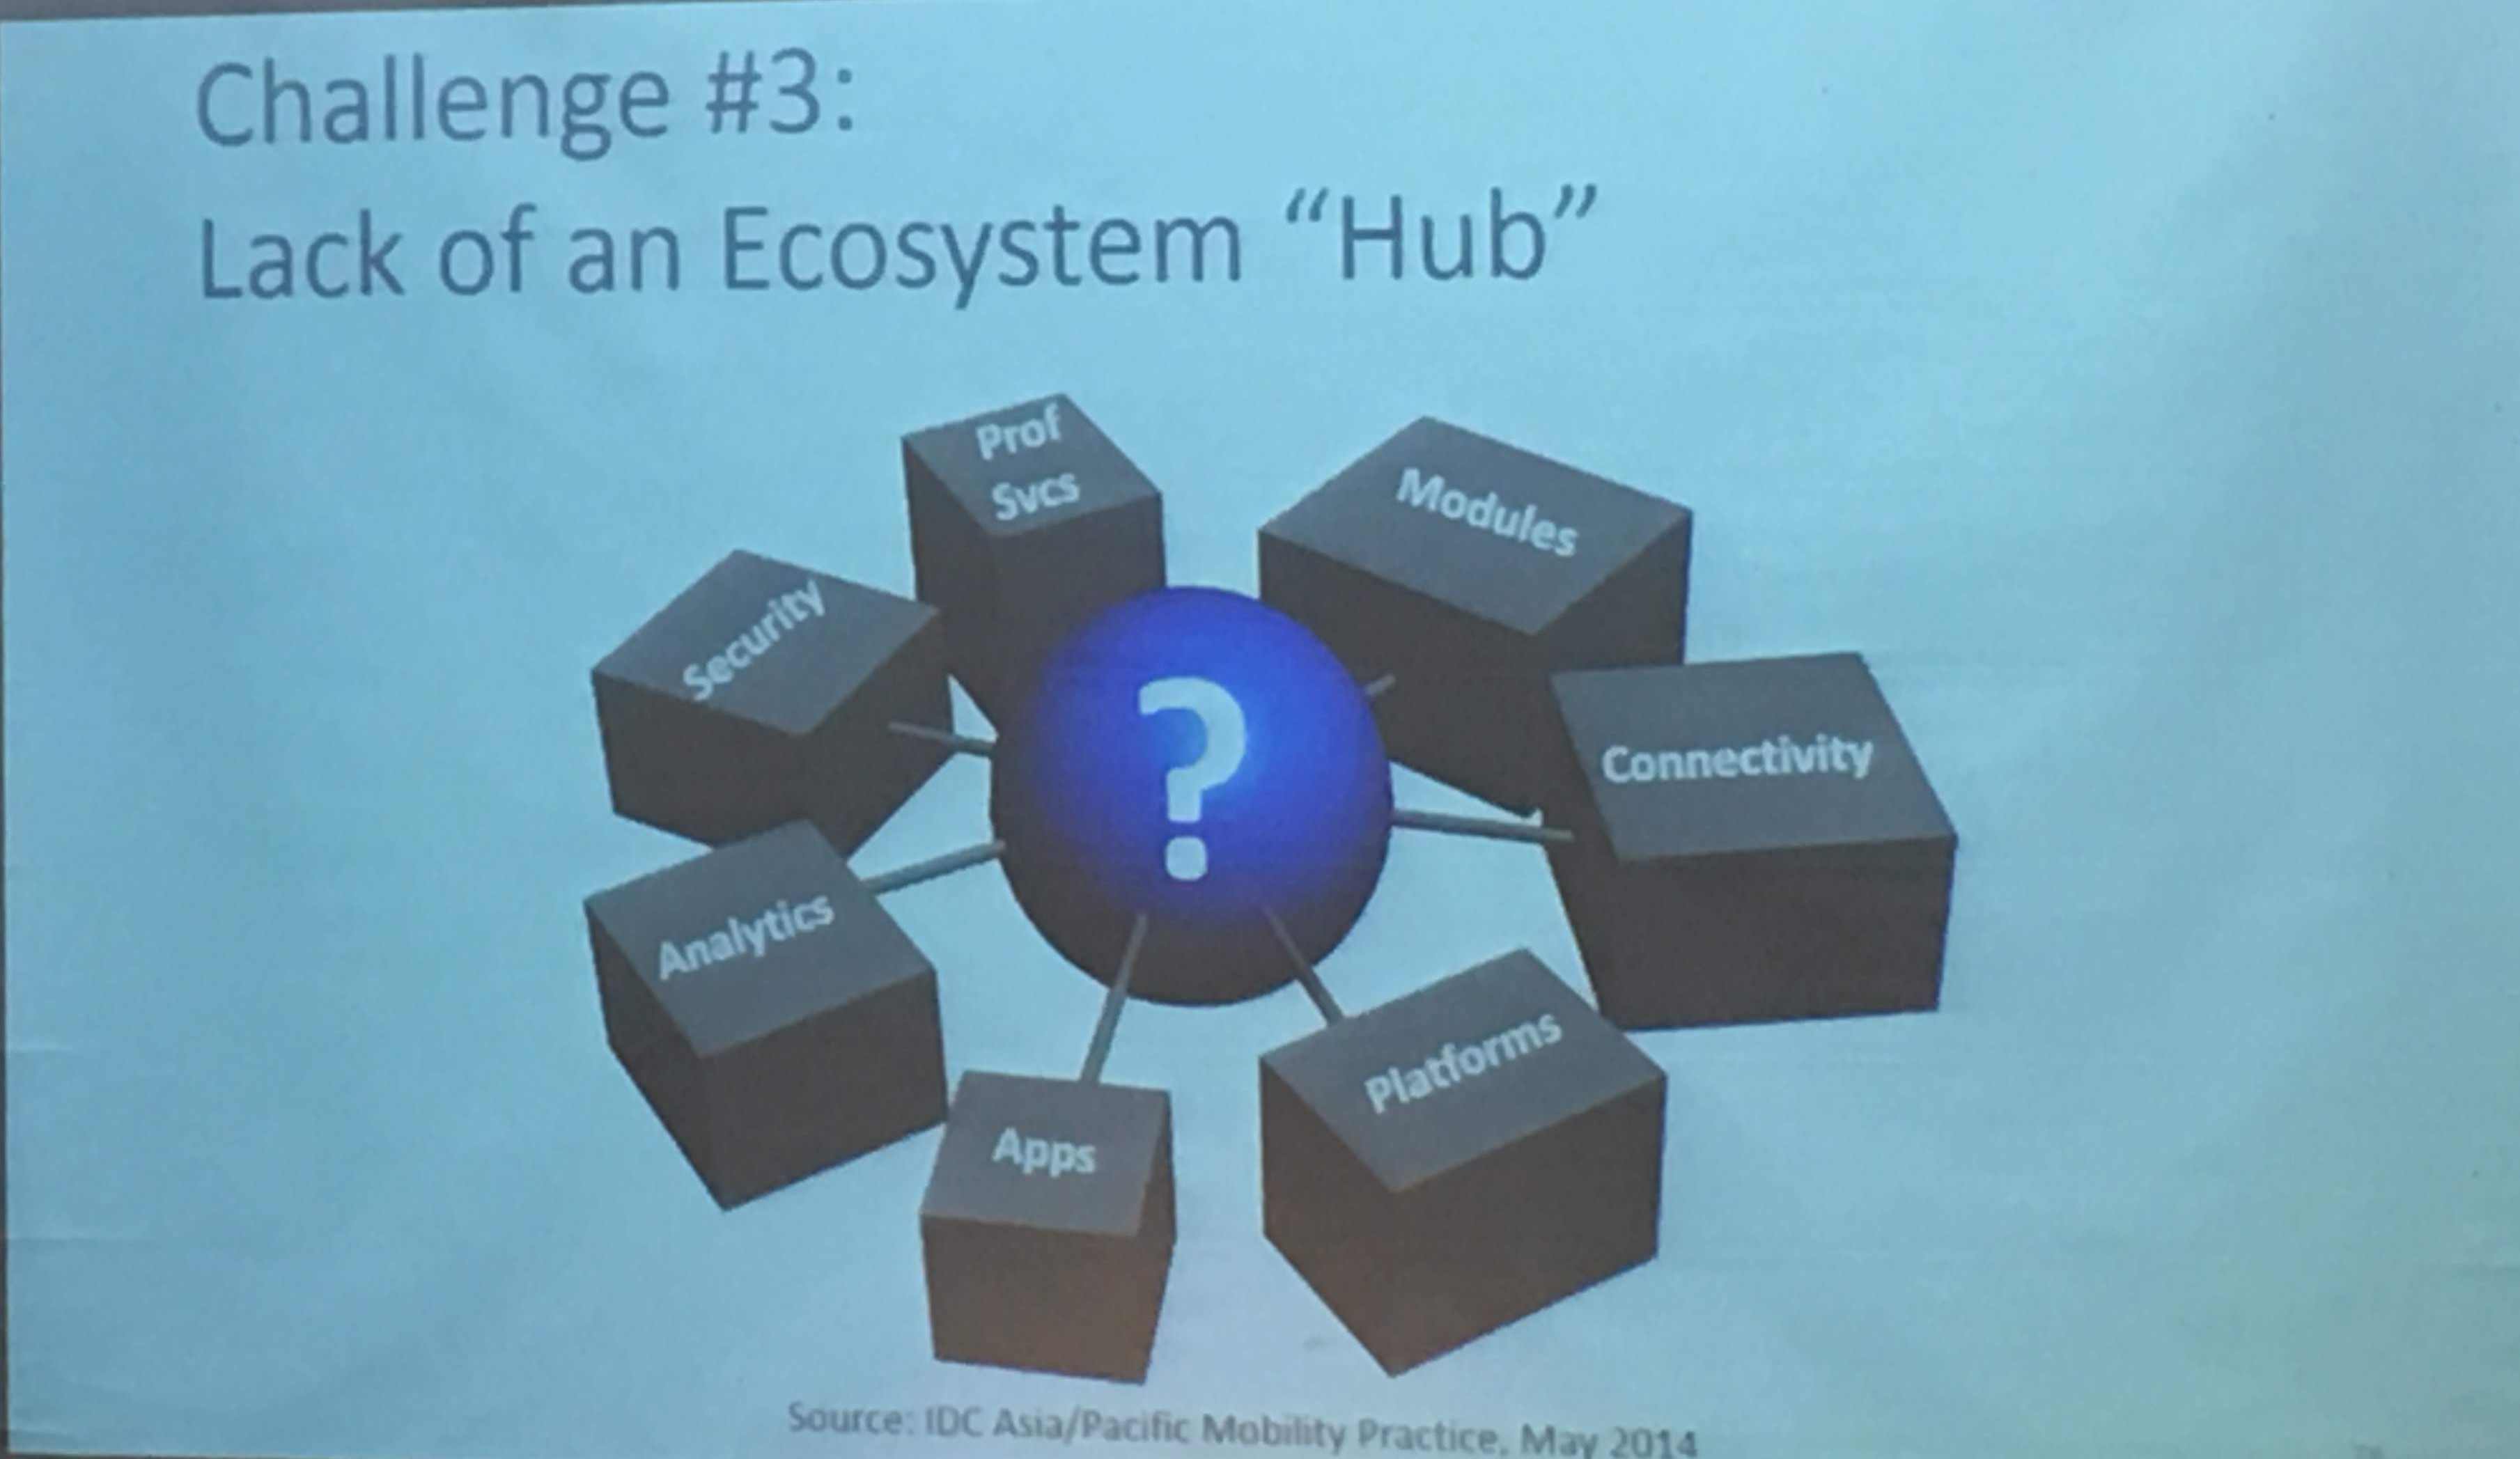 Challenge #3:
Lack of an Ecosystem “Hub”
Prof
Svcs
Modules
Security
?
Connectivity
Analytics
Platforms
Apps
Source: IDC Asia/Pacific Mobility Practice, May 2014